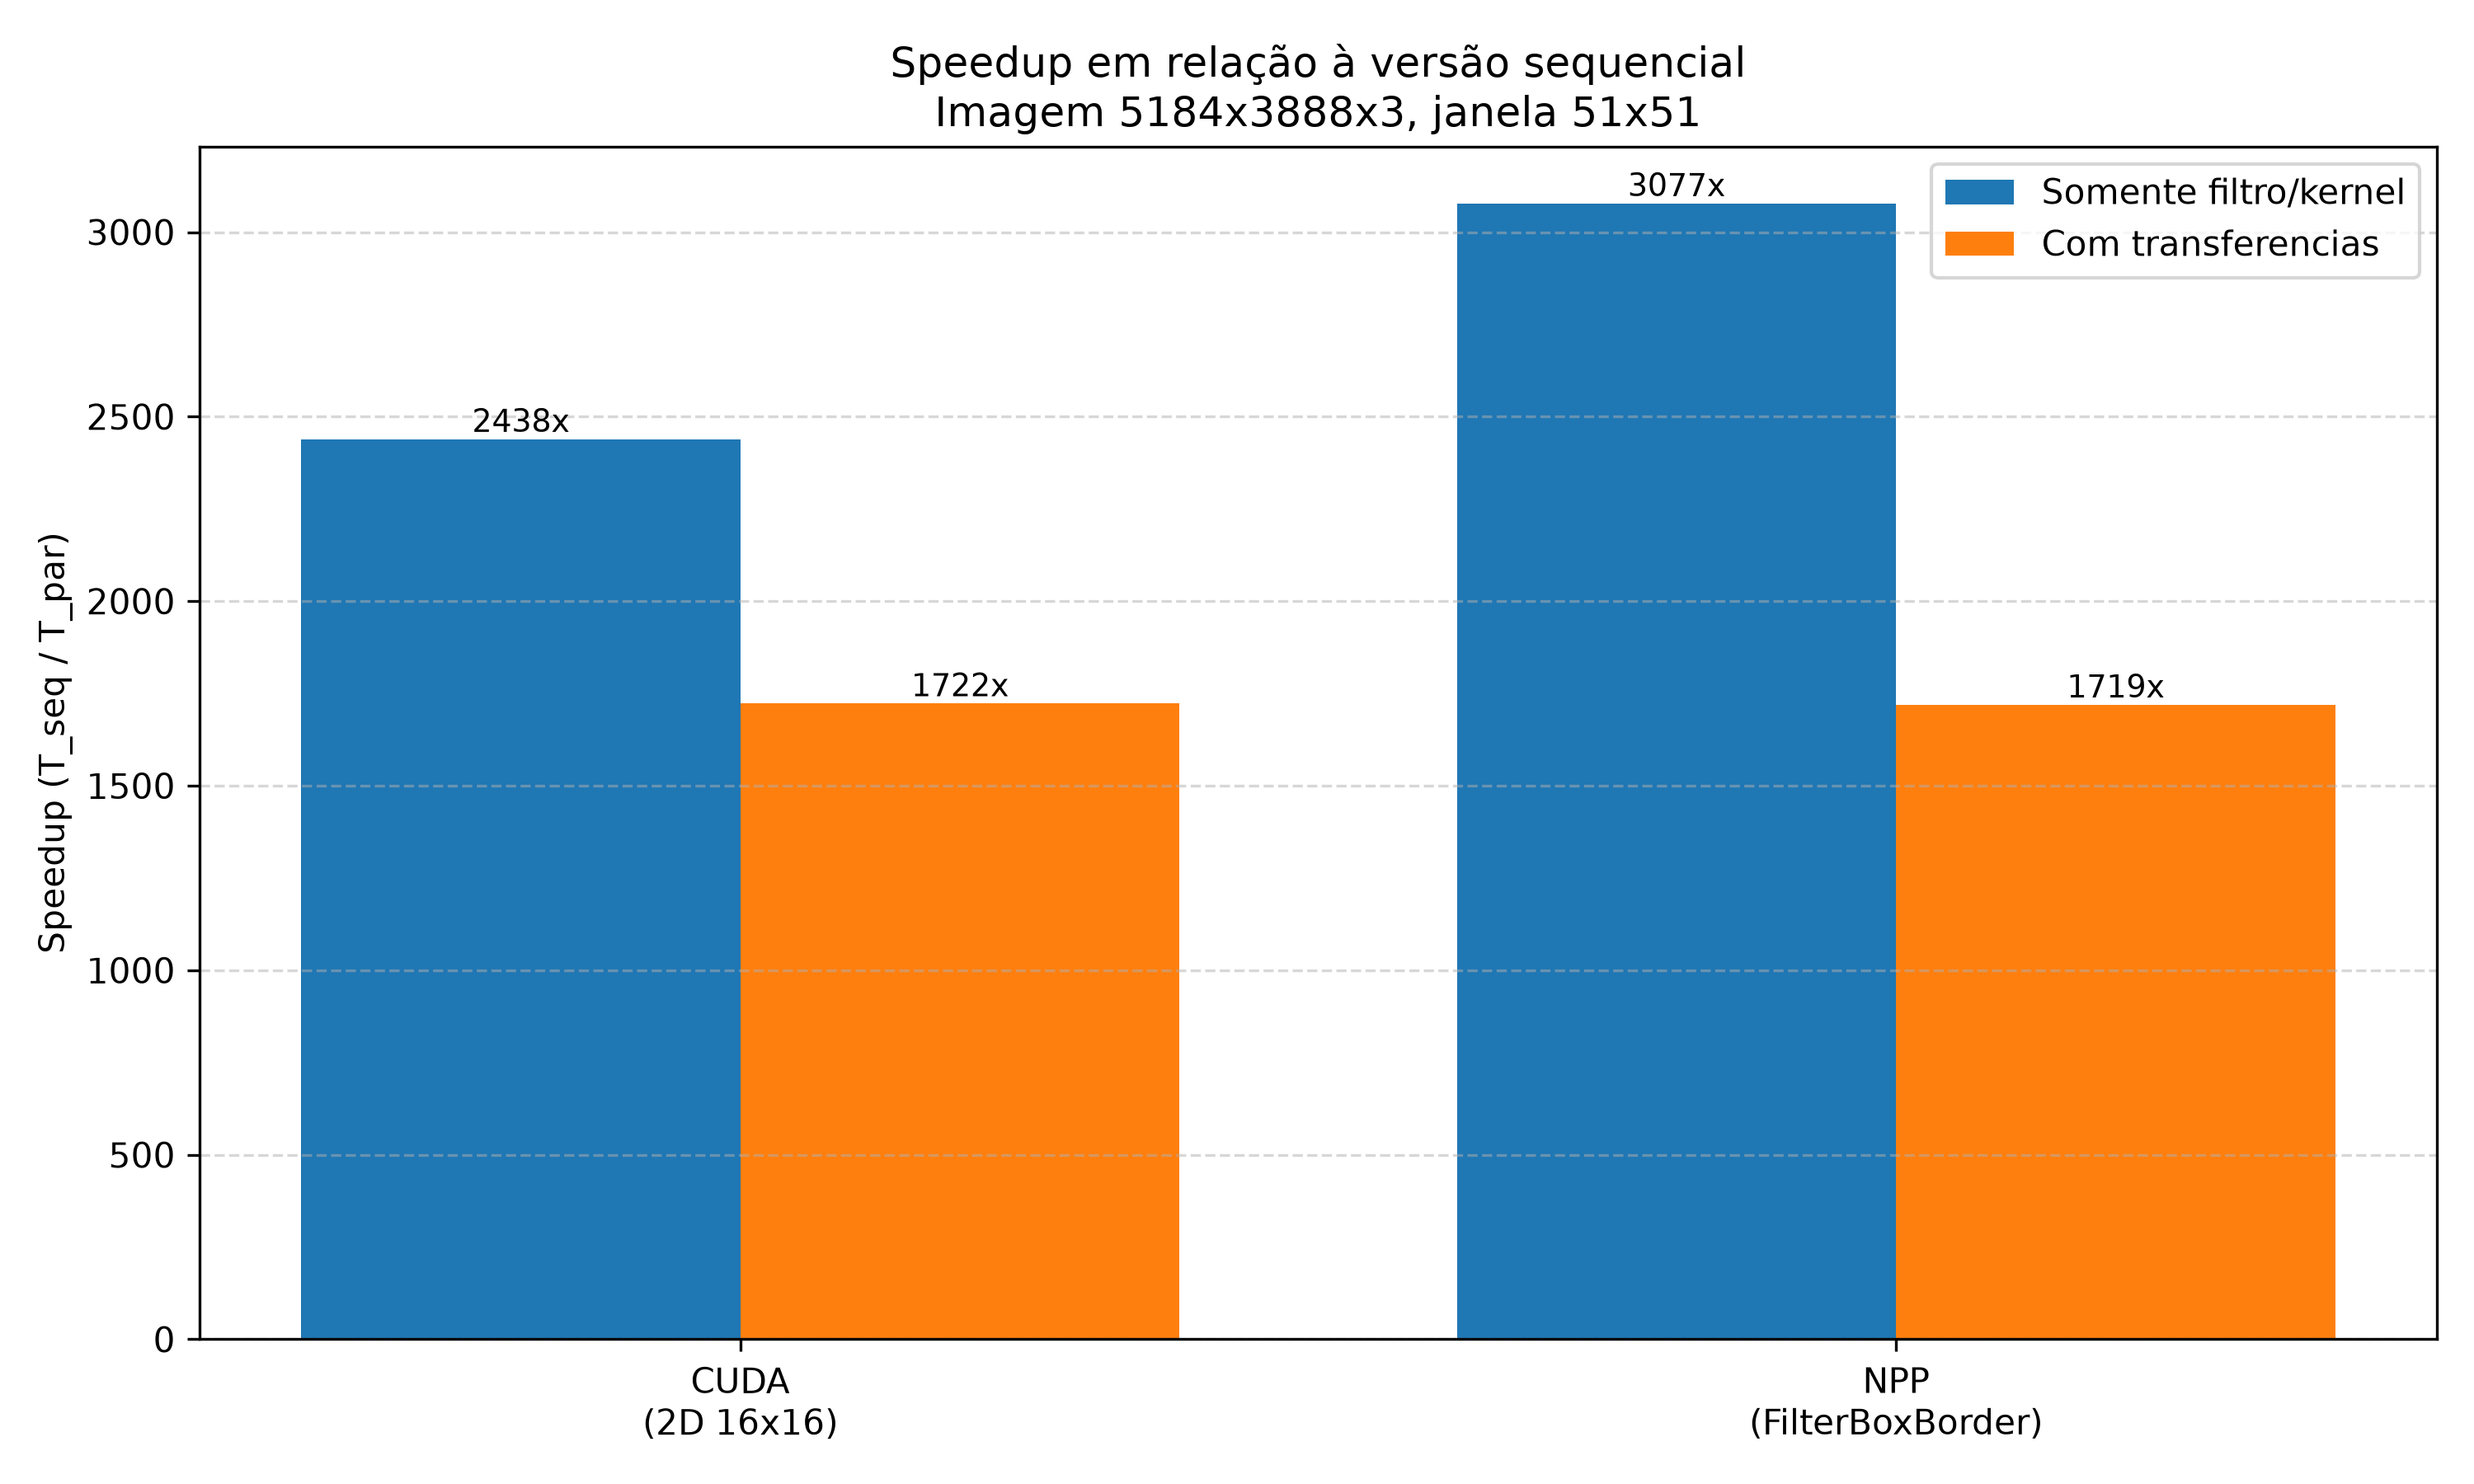 Speedup em relação à versão sequencial
Imagem 5184x3888x3, janela 51x51
Somente filtro/kernel
Com transferencias
Speedup (T_seq / T_par)
3000
2500
2000
1500
1000
500
0
2438x
1722x
3077x
1719x
CUDA
(2D 16x16)
NPP
(FilterBoxBorder)